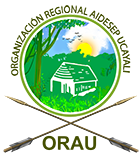 ORGANIZACIÓN REGIONAL AIDESEP UCAYALI
ORAU